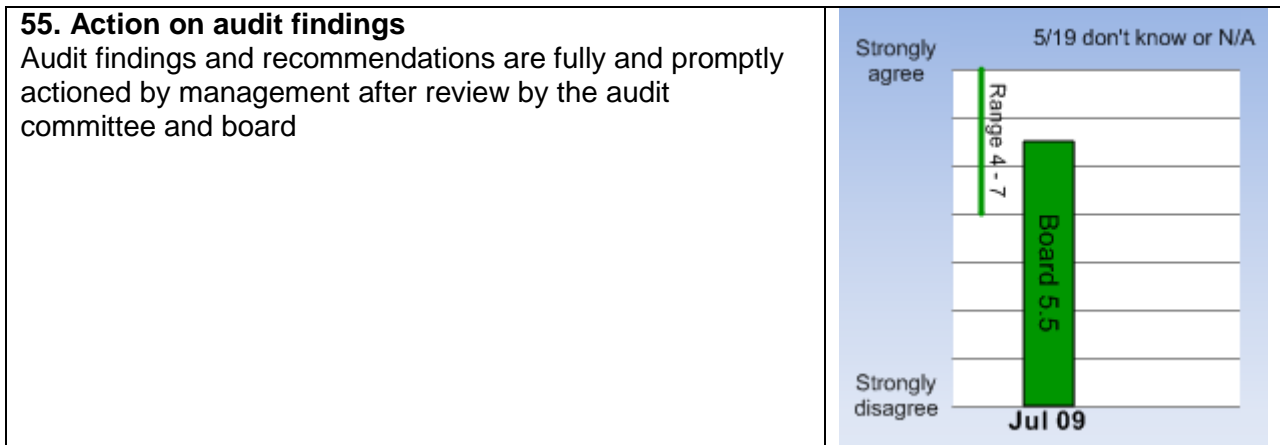 55. Action on audit findings
Audit findings and recommendations are fully and promptly
actioned by management after review by the audit
committee and board
5/19 don't know or N/A
Strongly
agree
Range 4 - 7
Board 5.5
Strongly
disagree
Jul 09